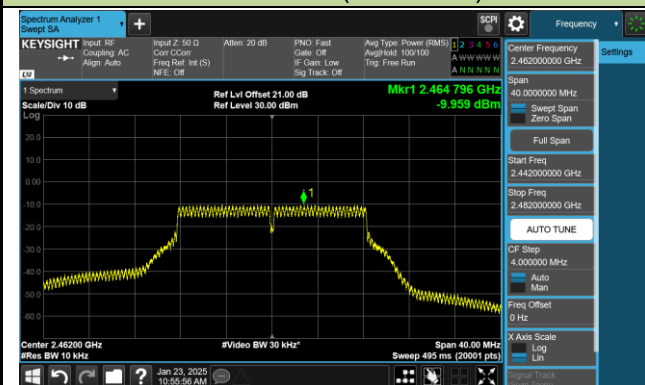 Spectrum Analyzer 1
Swept SA
SCPI
Frequency
KEYSIGHT
Input: RF
Coupling: AC
Align: Auto
Input Z: 50 Ω
Corr CCorr
Freq Ref: Int (S)
NFE: Off
Atten: 20 dB
PNO: Fast
Gate: Off
IF Gain: Low
Sig Track: Off
Avg Type: Power (RMS)
Avg|Hold: 100/100
Trig: Free Run
1 2 3 4 5 6
A W W W W W
A N N N N N
LXI
1 Spectrum
Scale/Div 10 dB
Log
Ref Lvl Offset 21.00 dB
Ref Level 30.00 dBm
Mkr1 2.464 796 GHz
-9.959 dBm
20.0
10.0
0.00
-10.0
-20.0
-30.0
-40.0
-50.0
-60.0
1
Center 2.46200 GHz
#Res BW 10 kHz
#Video BW 30 kHz*
Span 40.00 MHz
Sweep 495 ms (20001 pts)
Jan 23, 2025
10:55:56 AM
Center Frequency
2.462000000 GHz
Settings
Span
40.0000000 MHz
Swept Span
Zero Span
Full Span
Start Freq
2.442000000 GHz
Stop Freq
2.482000000 GHz
AUTO TUNE
CF Step
4.000000 MHz
Auto
Man
Freq Offset
0 Hz
X Axis Scale
Log
Lin
Signal Track